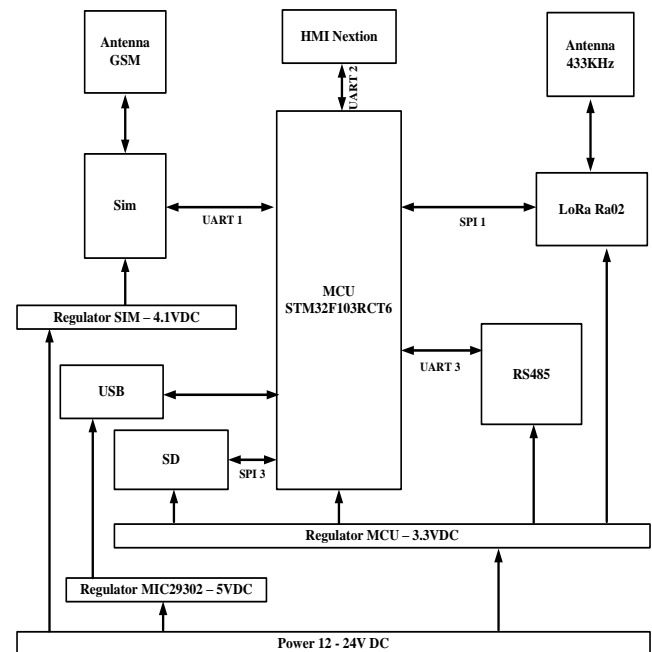 Antenna
GSM
HMI Nextion
Antenna
433KHz
UART 2
Sim
UART 1
SPI 1
LoRa Ra02
MCU
STM32F103RCT6
Regulator SIM – 4.1VDC
UART 3
RS485
USB
SD
SPI 3
Regulator MCU – 3.3VDC
Regulator MIC29302 – 5VDC
Power 12 - 24V DC